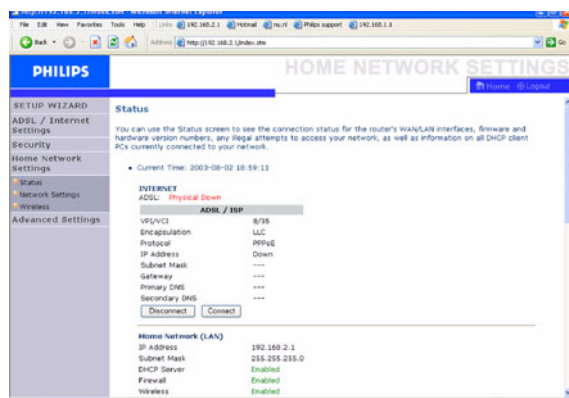 File Edit View Favorites Tools Help Links 192.168.2.1 Hotmail nu.nl Philips support 192.168.1.1
Back Address http://192.168.2.1/index.stm Go
PHILIPS
HOME NETWORK SETTINGS
Home Logout
SETUP WIZARD
ADSL / Internet Settings
Security
Home Network Settings
Status
Network Settings
Wireless
Advanced Settings
Status
You can use the Status screen to see the connection status for the router's WAN/LAN interfaces, firmware and
hardware version numbers, any illegal attempts to access your network, as well as information on all DHCP client
PCs currently connected to your network.
Current Time: 2003-08-02 18:59:11
INTERNET
ADSL: Physical Down
ADSL / ISP
VPI/VCI 8/35
Encapsulation LLC
Protocol PPPoE
IP Address Down
Subnet Mask ---
Gateway ---
Primary DNS ---
Secondary DNS ---
Disconnect Connect
Home Network (LAN)
IP Address 192.168.2.1
Subnet Mask 255.255.255.0
DHCP Server Enabled
Firewall Enabled
Wireless Enabled